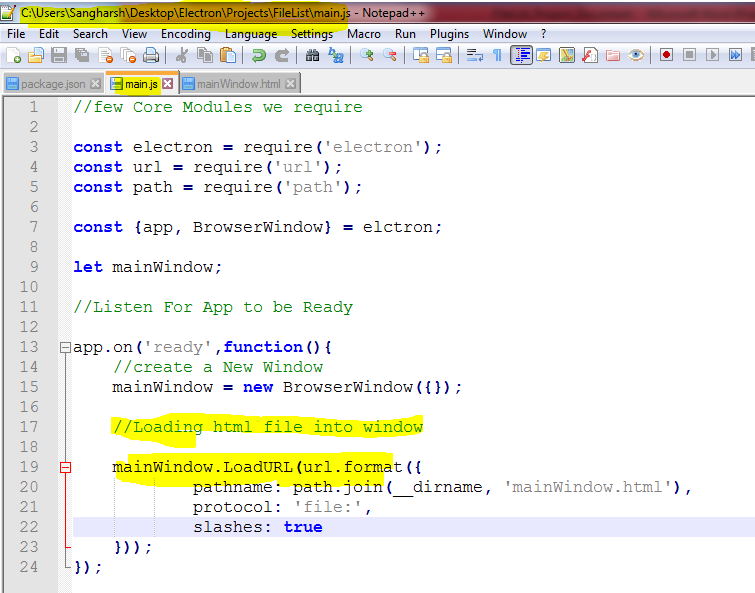 C:\Users\Sangharsh\Desktop\Electron\Projects\FileList\main.js - Notepad++
File Edit Search View Encoding Language Settings Macro Run Plugins Window ?
package.json main.js mainWindow.html
1 //few Core Modules we require
2
3 const electron = require('electron');
4 const url = require('url');
5 const path = require('path');
6
7 const {app, BrowserWindow} = elctron;
8
9 let mainWindow;
10
11 //Listen For App to be Ready
12
13 app.on('ready',function(){
14 //create a New Window
15 mainWindow = new BrowserWindow({});
16
17 //Loading html file into window
18
19 mainWindow.LoadURL(url.format({
20 pathname: path.join(__dirname, 'mainWindow.html'),
21 protocol: 'file:',
22 slashes: true
23 }));
24 });